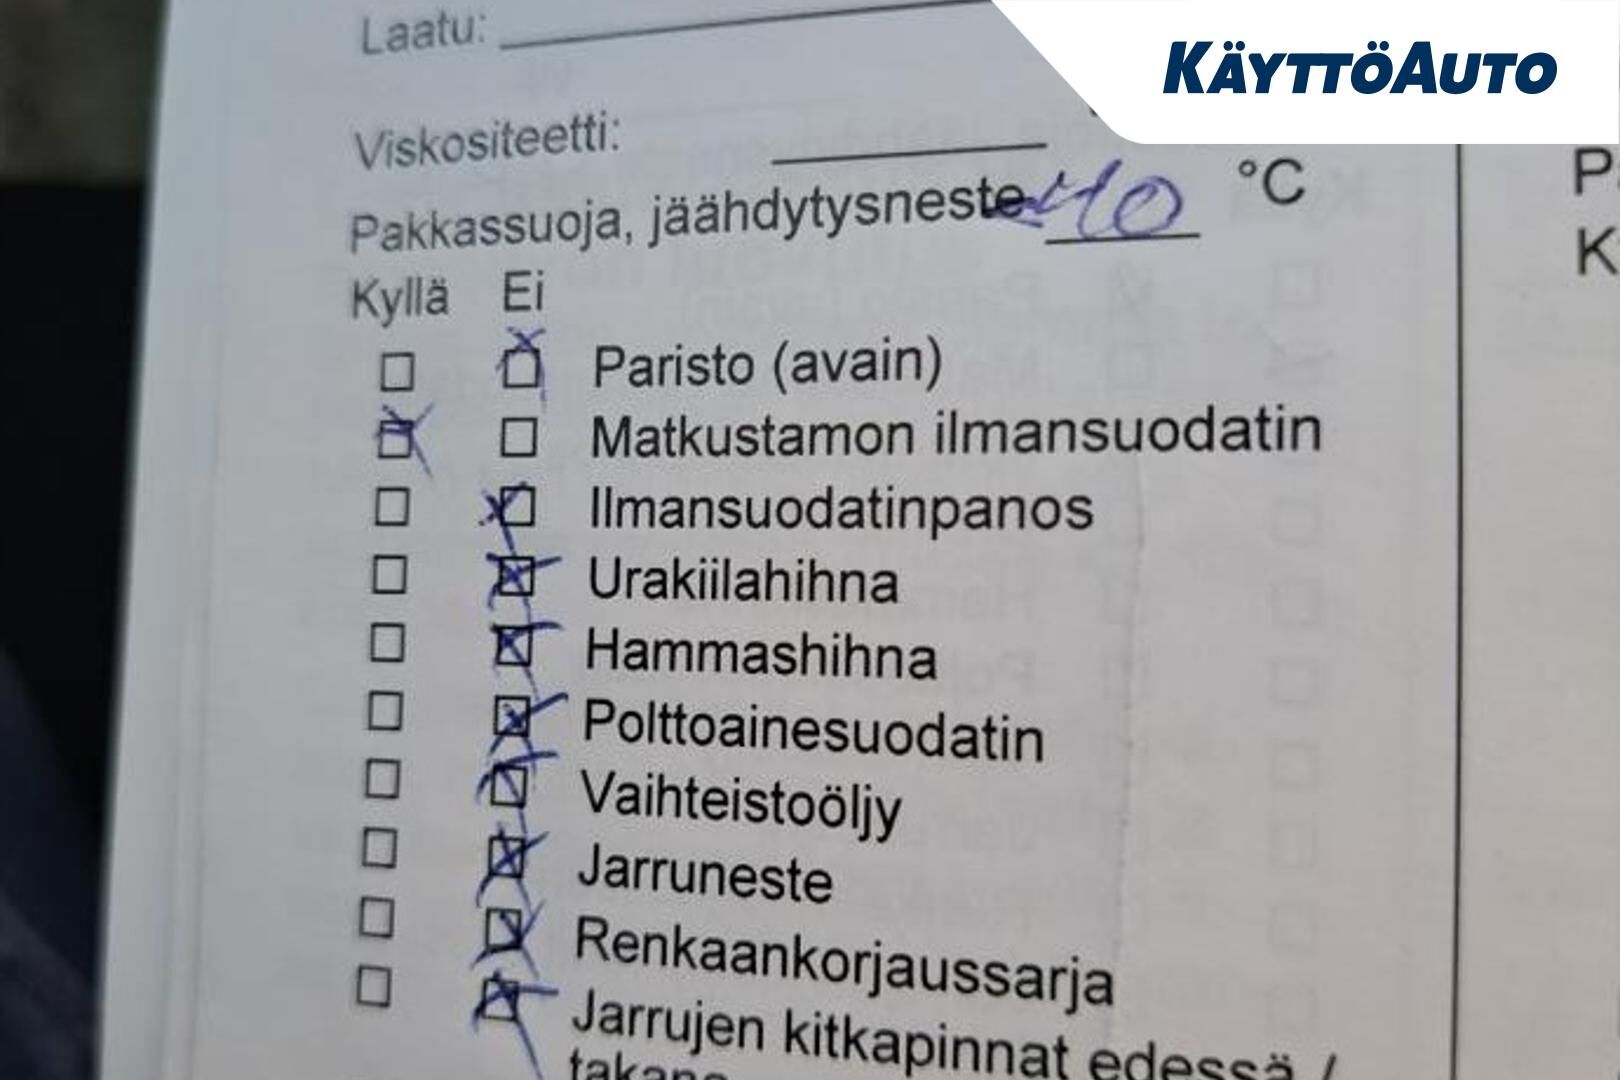 KÄYTTÖAUTO
Laatu:
Viskositeetti:
Pakkassuoja, jäähdytysneste -40 °C
Kyllä Ei
Paristo (avain)
Matkustamon ilmansuodatin
Ilmansuodatinpanos
Urakiilahihna
Hammashihna
Polttoainesuodatin
Vaihteistoöljy
Jarruneste
Renkaankorjaussarja
Jarrujen kitkapinnat edessä /
takana